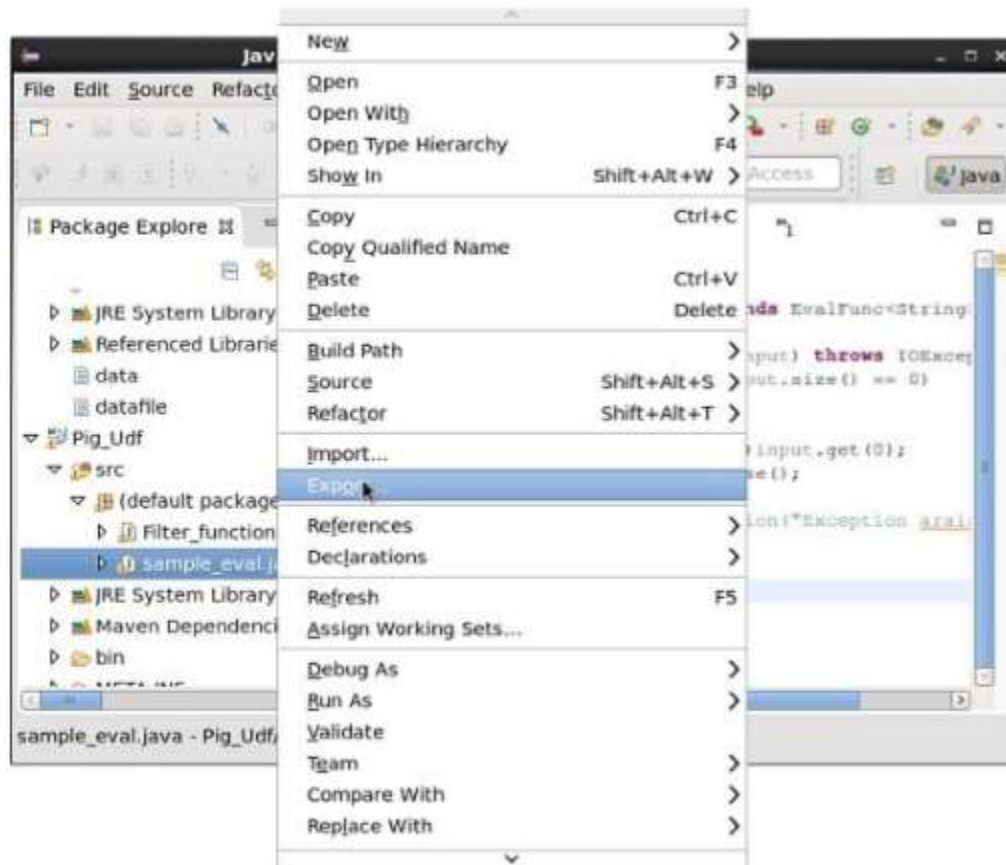 Jav
File Edit Source Refacto
elp
Access
Java
Package Explore
JRE System Library
Referenced Librarie
data
datafile
Pig_Udf
src
(default package
Filter_function
sample_eval.j
JRE System Library
Maven Dependenci
bin
META-INF
sample_eval.java - Pig_Udf/
New
Open F3
Open With
Open Type Hierarchy F4
Show In Shift+Alt+W
Copy Ctrl+C
Copy Qualified Name
Paste Ctrl+V
Delete Delete
Build Path
Source Shift+Alt+S
Refactor Shift+Alt+T
Import...
Expor
References
Declarations
Refresh F5
Assign Working Sets...
Debug As
Run As
Validate
Team
Compare With
Replace With
nds EvalFunc<String
nput) throws IOExcep
put.size() == 0)
input.get(0);
se();
ion("Exception